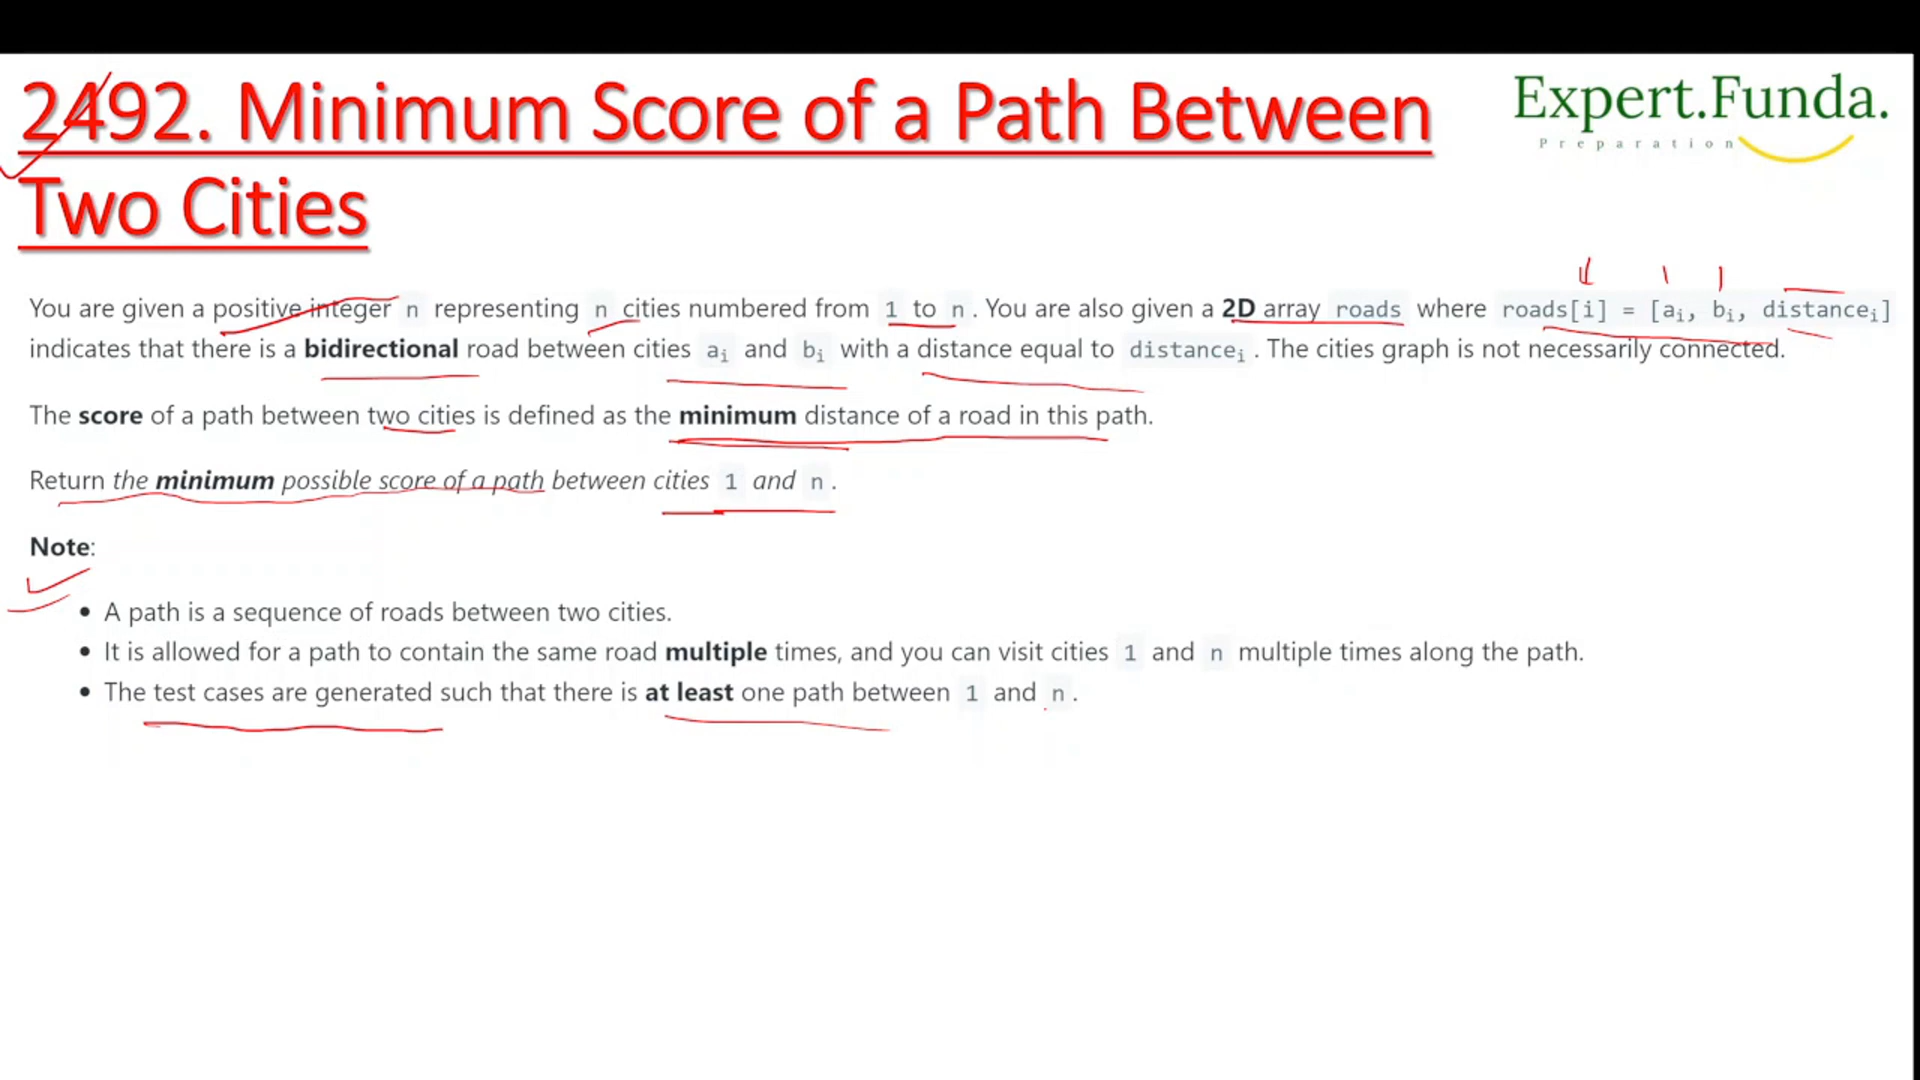 2492. Minimum Score of a Path Between
Two Cities
Expert.Funda.
Preparation
You are given a positive integer n representing n cities numbered from 1 to n. You are also given a 2D array roads where roads[i] = [aᵢ, bᵢ, distanceᵢ]
indicates that there is a bidirectional road between cities aᵢ and bᵢ with a distance equal to distanceᵢ. The cities graph is not necessarily connected.
The score of a path between two cities is defined as the minimum distance of a road in this path.
Return the minimum possible score of a path between cities 1 and n.
Note:
• A path is a sequence of roads between two cities.
• It is allowed for a path to contain the same road multiple times, and you can visit cities 1 and n multiple times along the path.
• The test cases are generated such that there is at least one path between 1 and n.